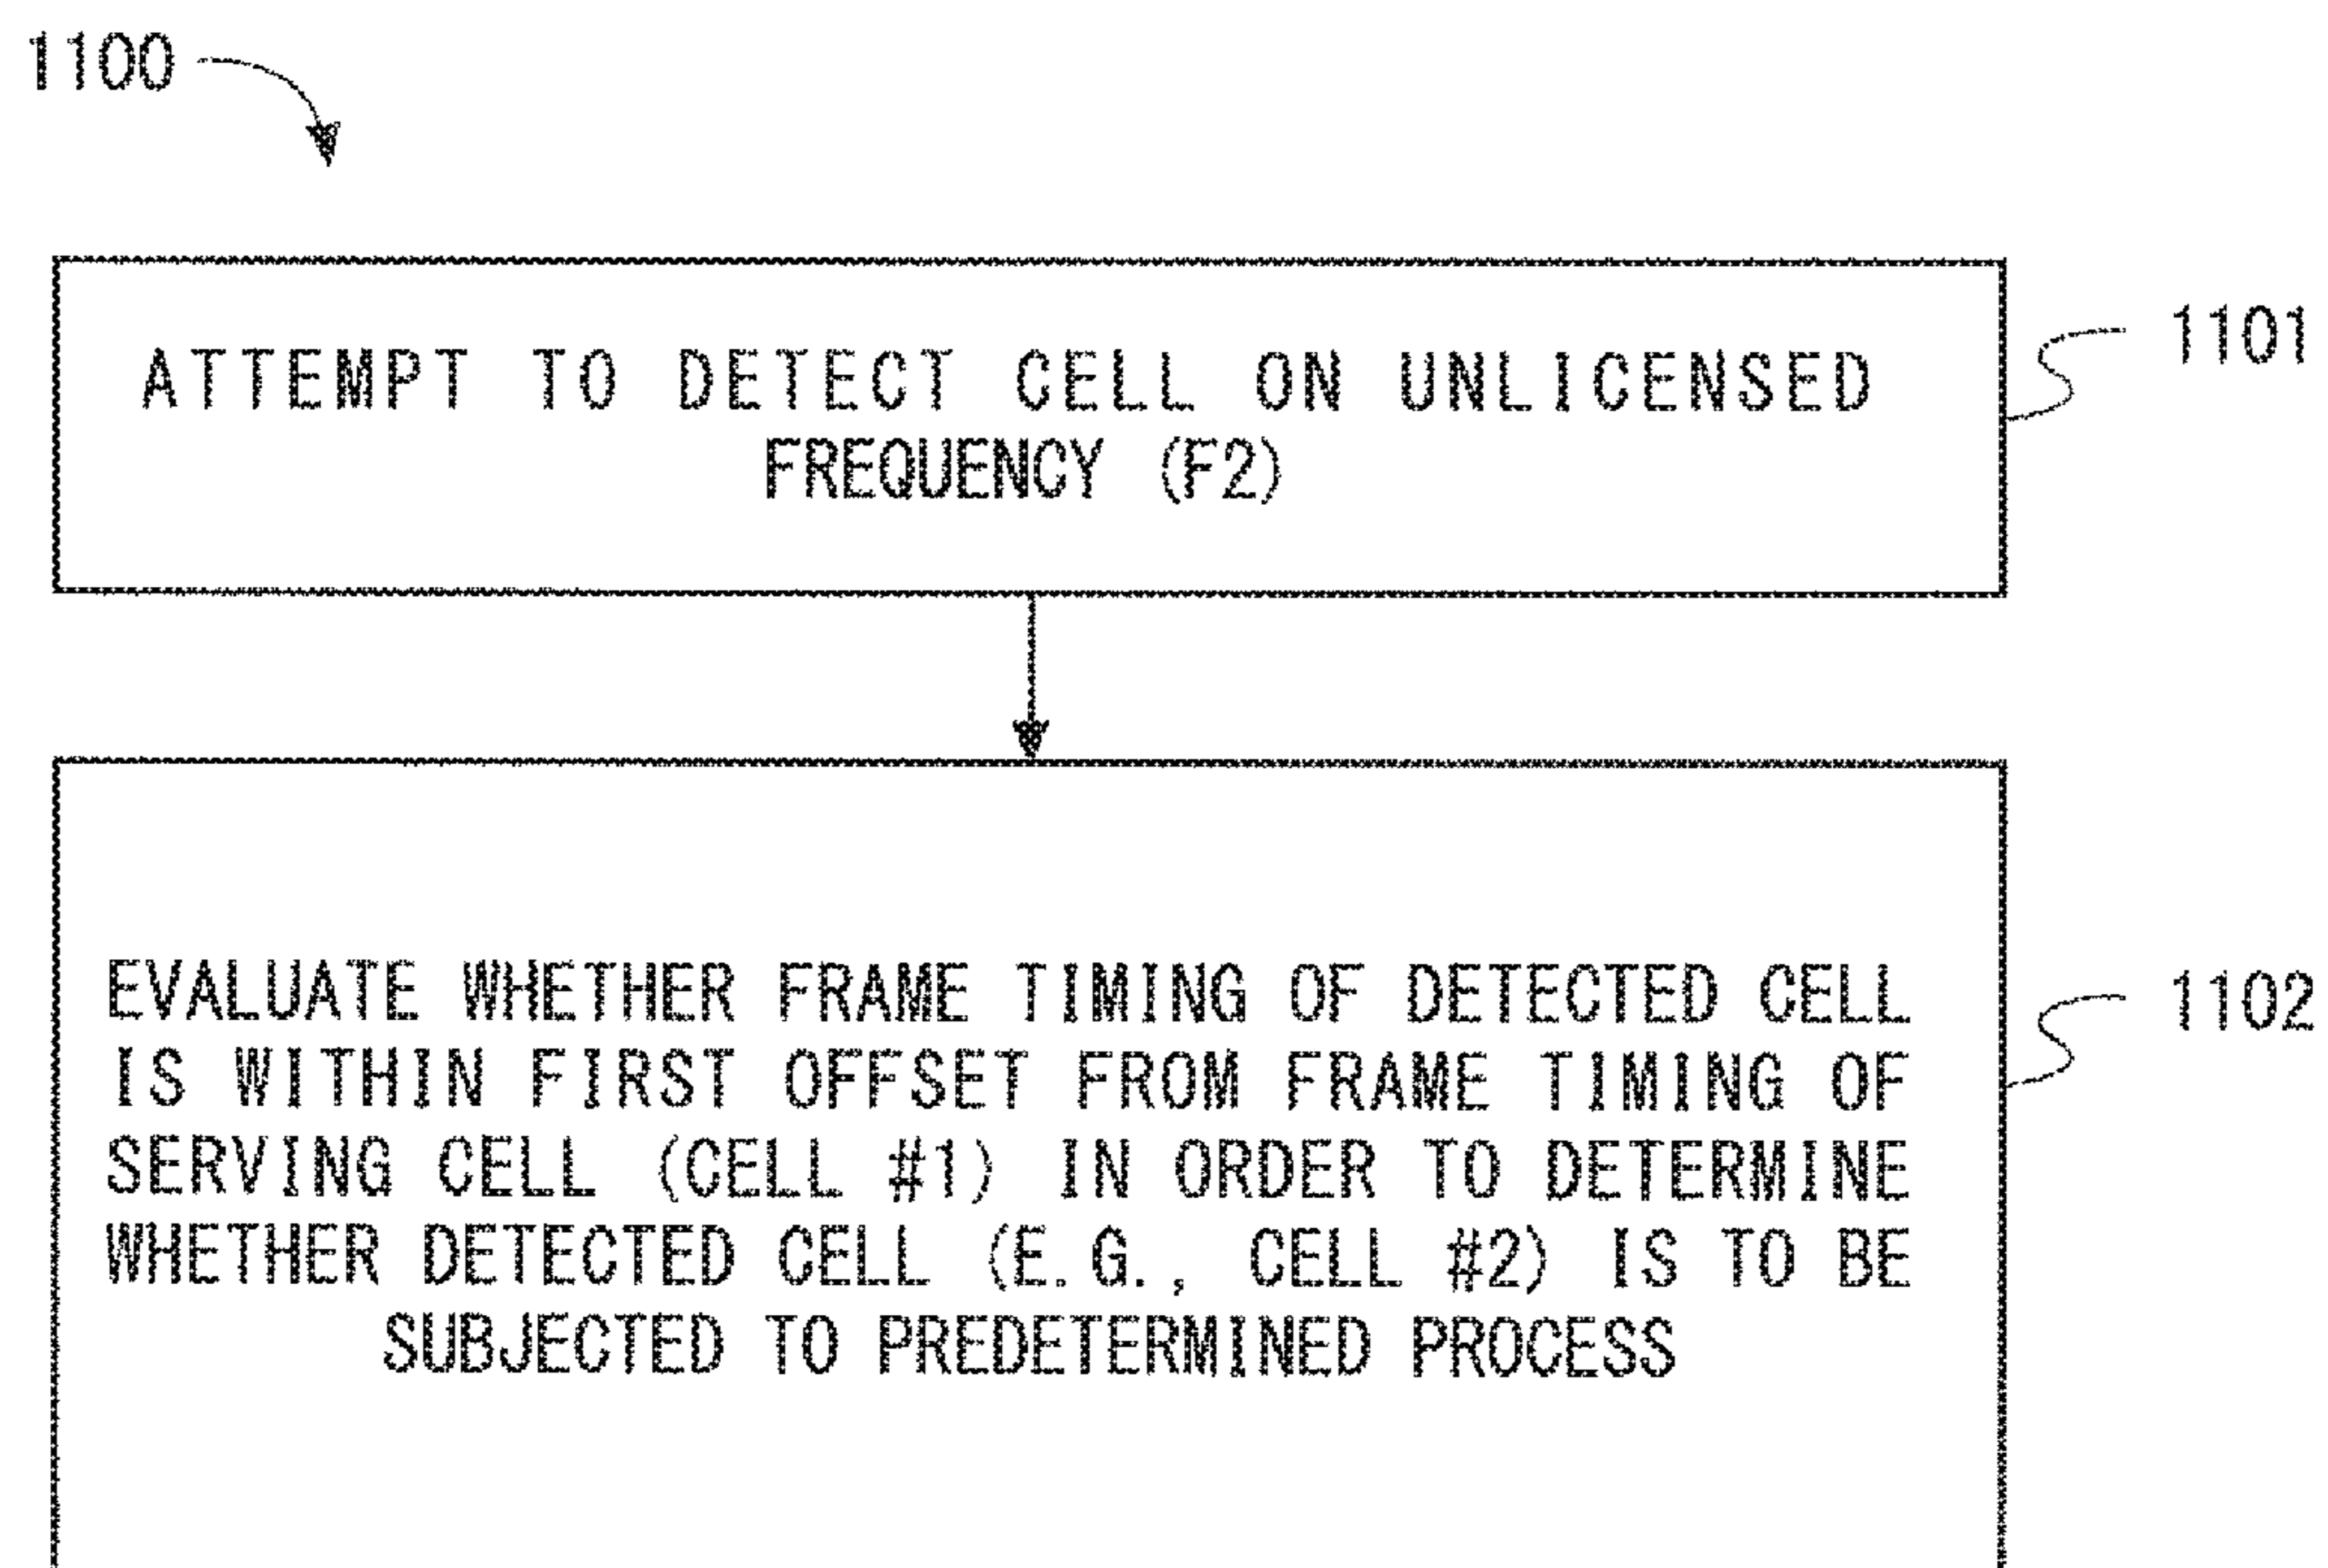 1100
ATTEMPT TO DETECT CELL ON UNLICENSED
FREQUENCY (F2)
1101
EVALUATE WHETHER FRAME TIMING OF DETECTED CELL
IS WITHIN FIRST OFFSET FROM FRAME TIMING OF
SERVING CELL (CELL #1) IN ORDER TO DETERMINE
WHETHER DETECTED CELL (E.G., CELL #2) IS TO BE
SUBJECTED TO PREDETERMINED PROCESS
1102